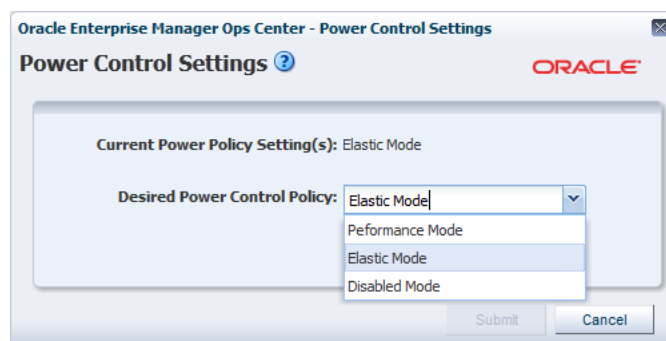 Oracle Enterprise Manager Ops Center - Power Control Settings
Power Control Settings ?
ORACLE
Current Power Policy Setting(s): Elastic Mode
Desired Power Control Policy: Elastic Mode
Peformance Mode
Elastic Mode
Disabled Mode
Submit Cancel